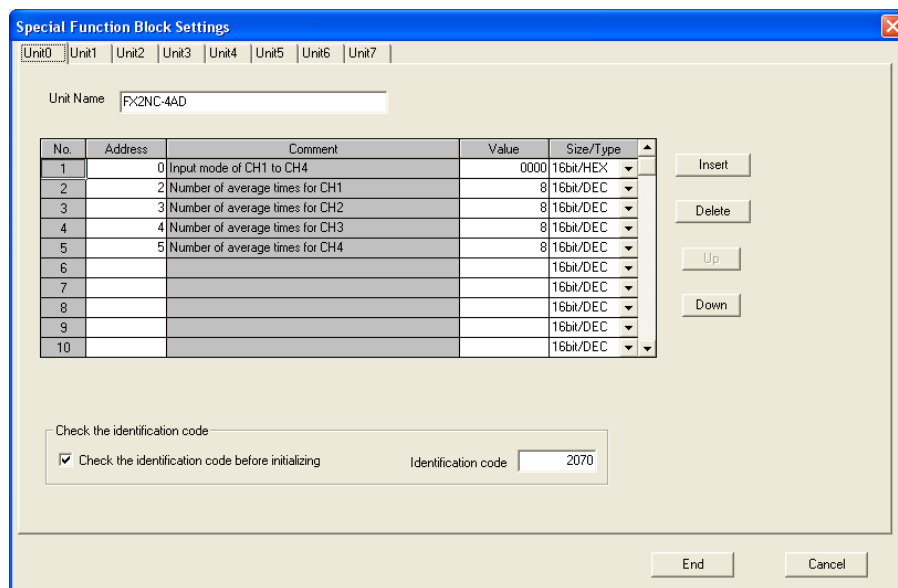 Special Function Block Settings
Unit0 Unit1 Unit2 Unit3 Unit4 Unit5 Unit6 Unit7
Unit Name FX2NC-4AD
No. Address Comment Value Size/Type
1 0 Input mode of CH1 to CH4 0000 16bit/HEX
2 2 Number of average times for CH1 8 16bit/DEC
3 3 Number of average times for CH2 8 16bit/DEC
4 4 Number of average times for CH3 8 16bit/DEC
5 5 Number of average times for CH4 8 16bit/DEC
6 16bit/DEC
7 16bit/DEC
8 16bit/DEC
9 16bit/DEC
10 16bit/DEC
Insert
Delete
Up
Down
Check the identification code
Check the identification code before initializing Identification code 2070
End Cancel